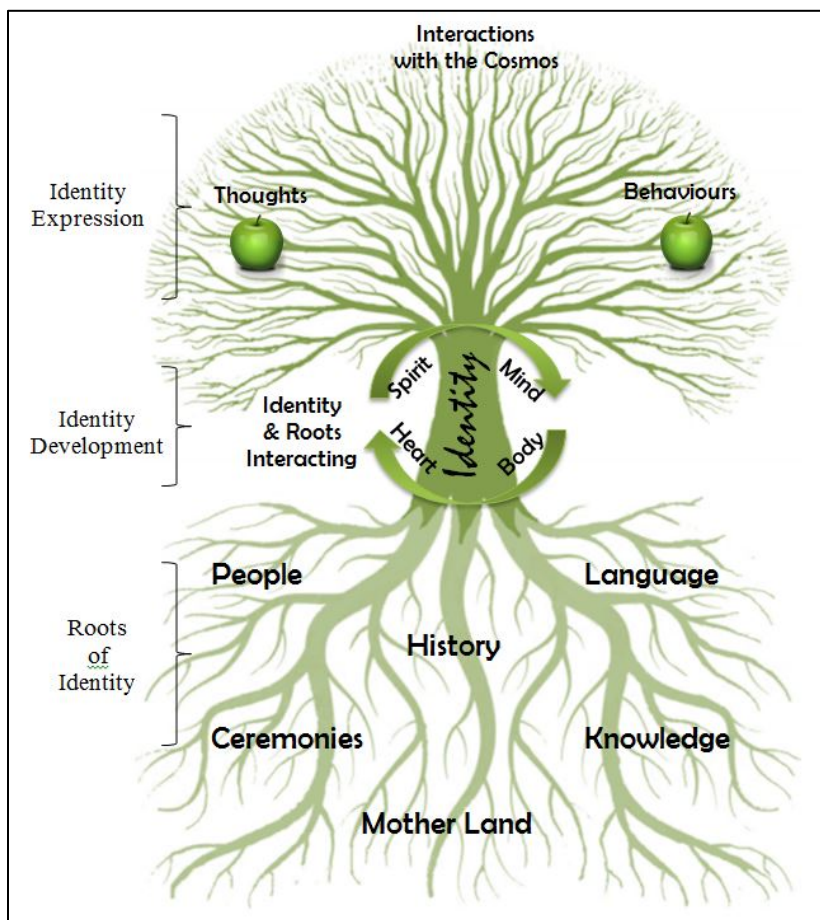 Interactions
with the Cosmos
Identity
Expression
Thoughts
Behaviours
Identity
Development
Identity
& Roots
Interacting
Spirit
Mind
Heart
Body
Identity
Roots
of
Identity
People
Language
History
Ceremonies
Knowledge
Mother Land